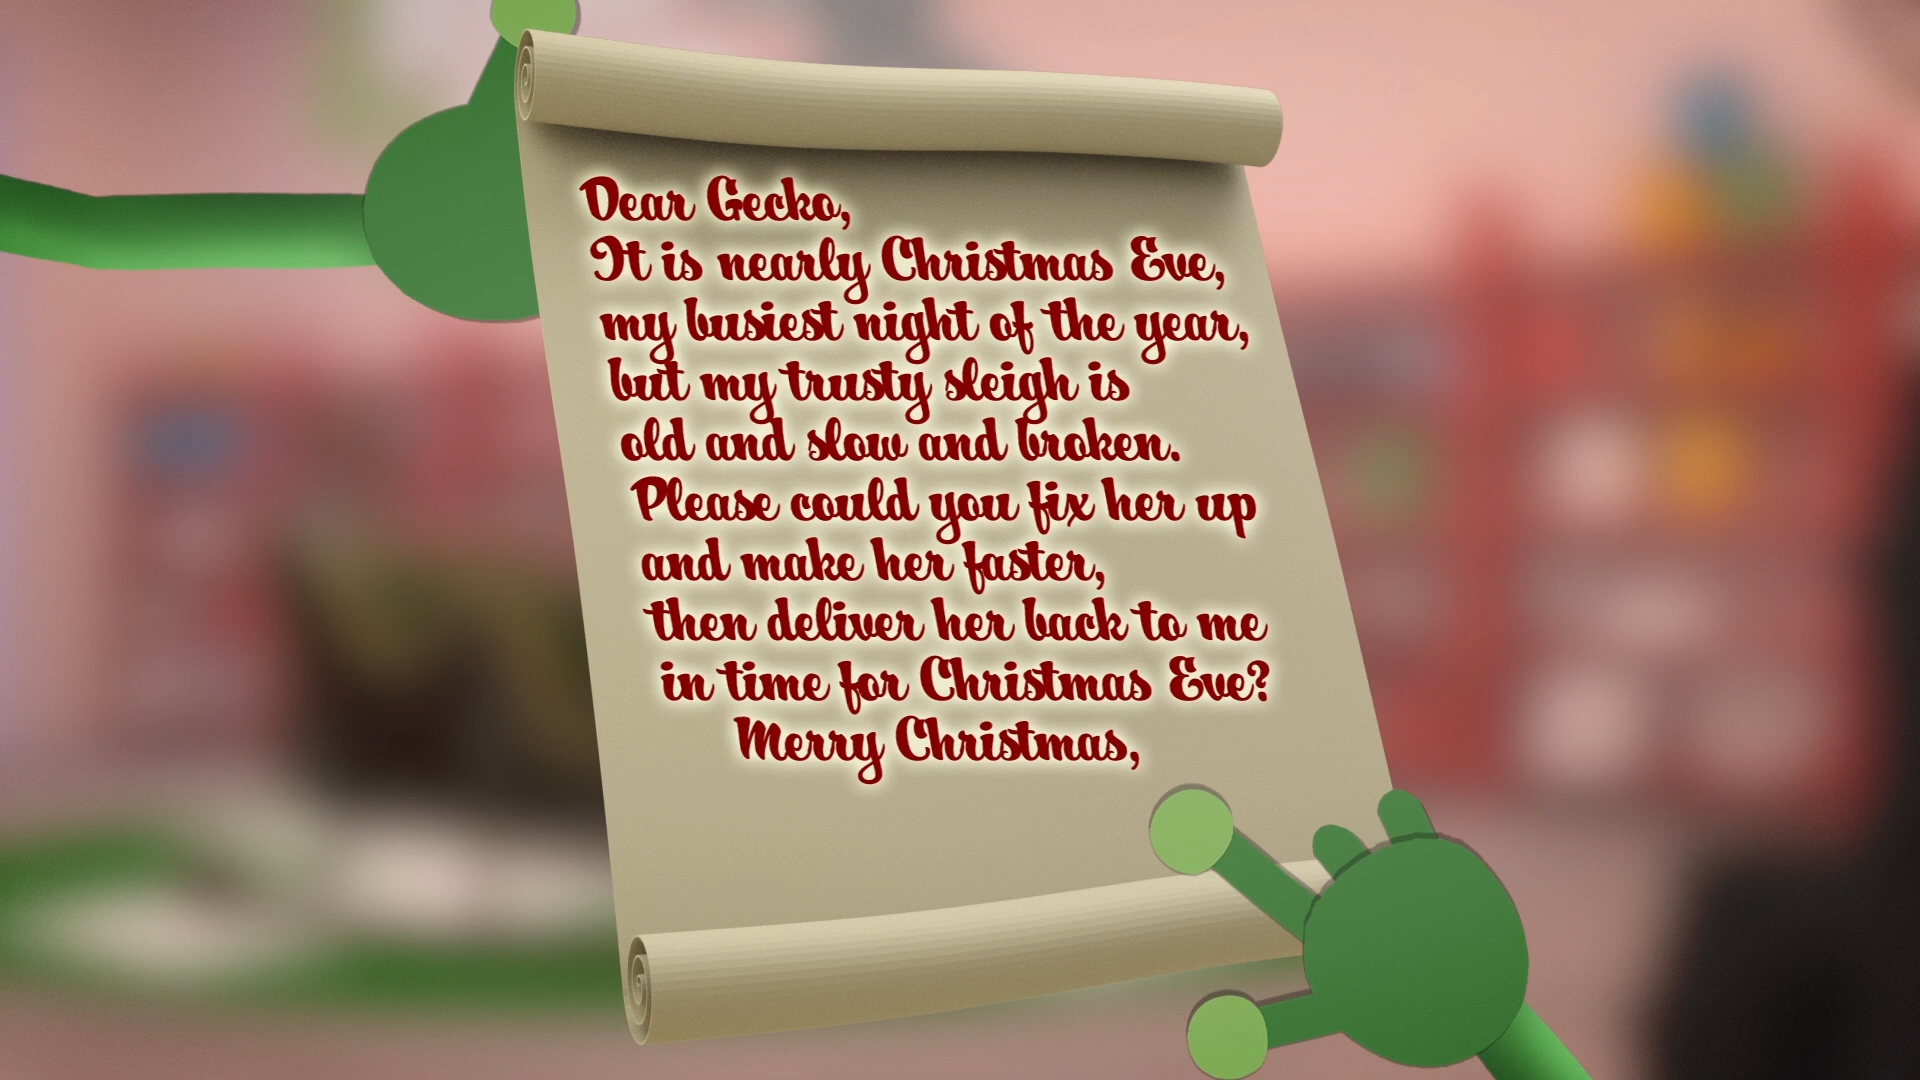 Dear Gecko,
It is nearly Christmas Eve,
my busiest night of the year,
but my trusty sleigh is
old and slow and broken.
Please could you fix her up
and make her faster,
then deliver her back to me
in time for Christmas Eve?
Merry Christmas,